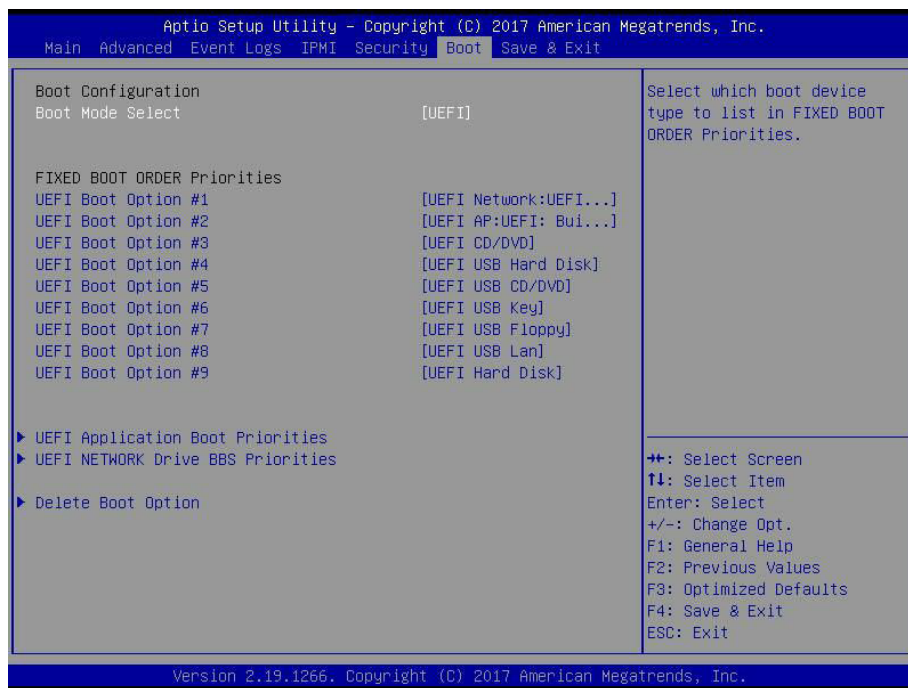 Aptio Setup Utility – Copyright (C) 2017 American Megatrends, Inc.
Main Advanced Event Logs IPMI Security Boot Save & Exit
Boot Configuration
Boot Mode Select [UEFI]
FIXED BOOT ORDER Priorities
UEFI Boot Option #1 [UEFI Network:UEFI...]
UEFI Boot Option #2 [UEFI AP:UEFI: Bui...]
UEFI Boot Option #3 [UEFI CD/DVD]
UEFI Boot Option #4 [UEFI USB Hard Disk]
UEFI Boot Option #5 [UEFI USB CD/DVD]
UEFI Boot Option #6 [UEFI USB Key]
UEFI Boot Option #7 [UEFI USB Floppy]
UEFI Boot Option #8 [UEFI USB Lan]
UEFI Boot Option #9 [UEFI Hard Disk]
UEFI Application Boot Priorities
UEFI NETWORK Drive BBS Priorities
Delete Boot Option
Select which boot device
type to list in FIXED BOOT
ORDER Priorities.
→←: Select Screen
↑↓: Select Item
Enter: Select
+/-: Change Opt.
F1: General Help
F2: Previous Values
F3: Optimized Defaults
F4: Save & Exit
ESC: Exit
Version 2.19.1266. Copyright (C) 2017 American Megatrends, Inc.